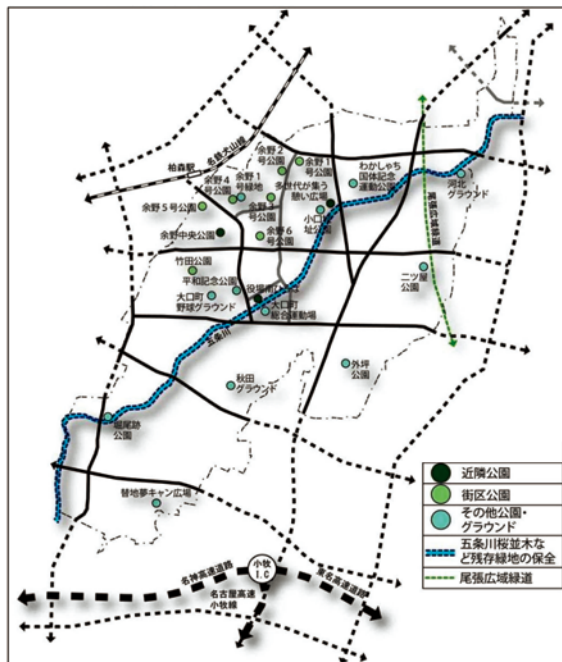 名鉄犬山線
柏森駅
余野2
号公園
余野1
号公園
余野4
号公園
余野1
号緑地
多世代が集う
憩い広場
わかしゃち
国体記念
運動公園
河北
グラウンド
余野5号公園
余野3
号公園
小口城
址公園
尾張広域緑道
余野中央公園
余野6
号公園
竹田公園
平和記念公園
大口町
野球グラウンド
大口町
総合運動場
二ツ屋
公園
五条川
秋田
グラウンド
外坪
公園
堀尾跡
公園
替地夢キャン広場
小牧
I.C
名神高速道路
東名高速道路
名古屋高速
小牧線
近隣公園
街区公園
その他公園・
グラウンド
五条川桜並木な
ど残存緑地の保全
尾張広域緑道